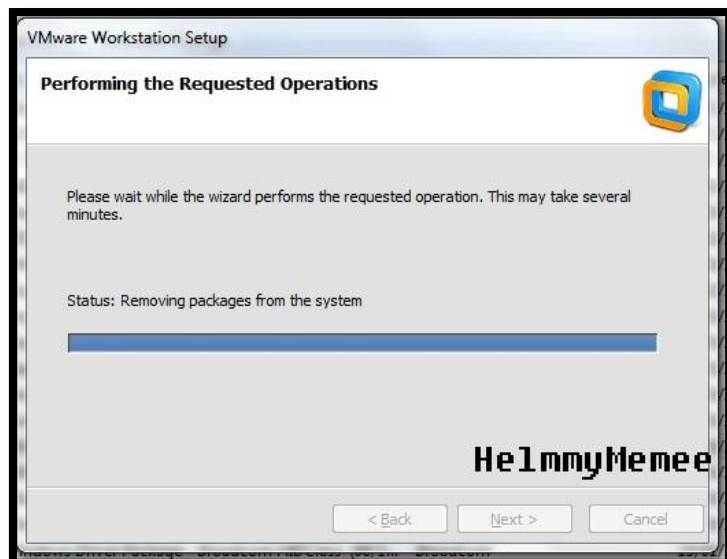 VMware Workstation Setup
Performing the Requested Operations
Please wait while the wizard performs the requested operation. This may take several
minutes.
Status: Removing packages from the system
HelmmyMemee
< Back
Next >
Cancel